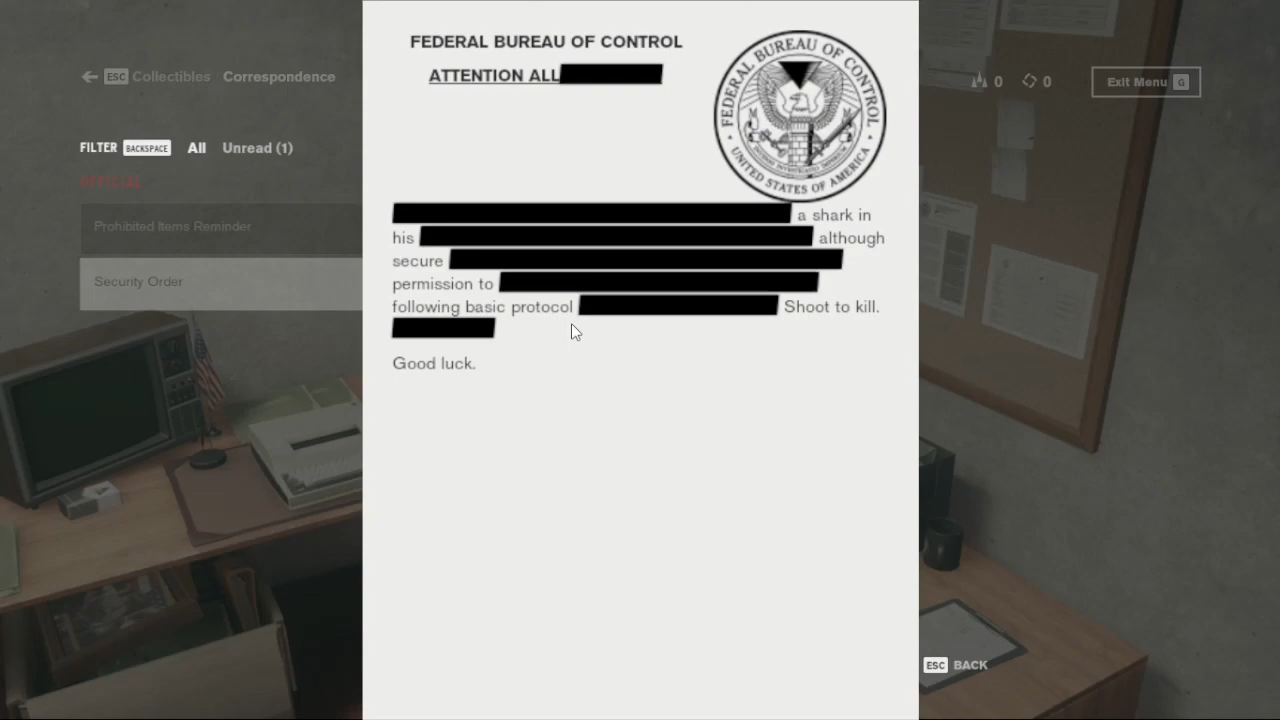 FEDERAL BUREAU OF CONTROL
ATTENTION ALL
ESC Collectibles Correspondence
0 0
Exit Menu G
FILTER BACKSPACE All Unread (1)
OFFICIAL
Prohibited Items Reminder
Security Order
FEDERAL BUREAU OF CONTROL
UNITED STATES OF AMERICA
a shark in
his although
secure
permission to
following basic protocol Shoot to kill.
Good luck.
ESC BACK